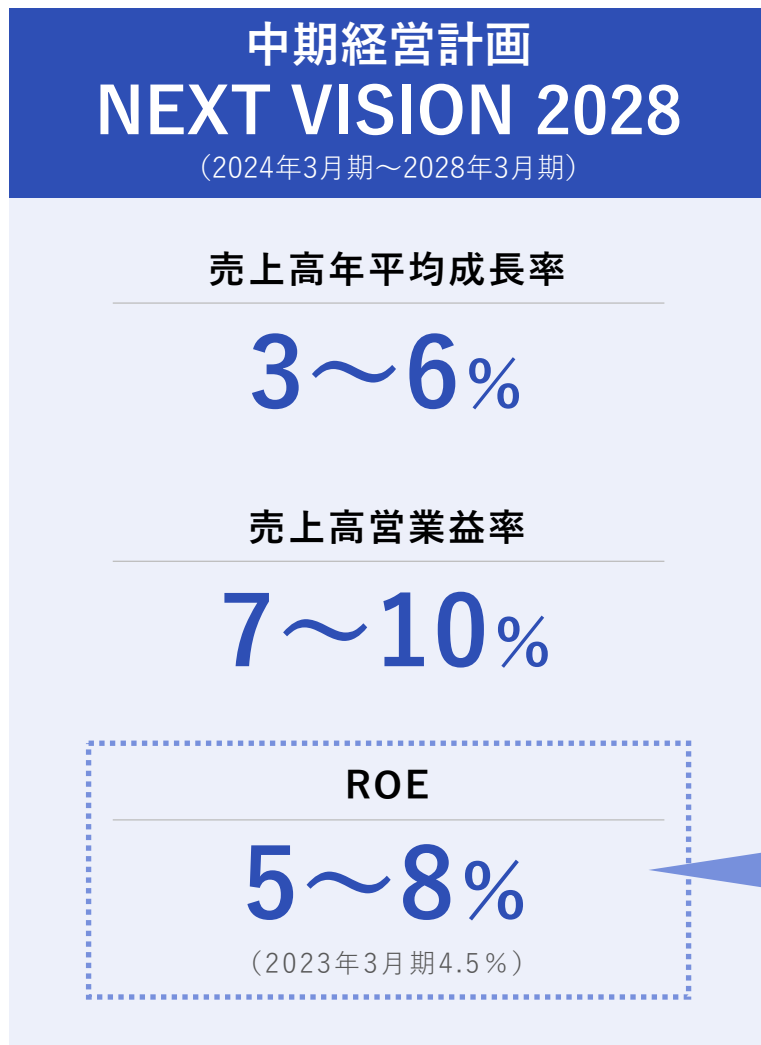 中期経営計画
NEXT VISION 2028
（2024年3月期～2028年3月期）
売上高年平均成長率
3～6%
売上高営業益率
7～10%
ROE
5～8%
（2023年3月期4.5%）